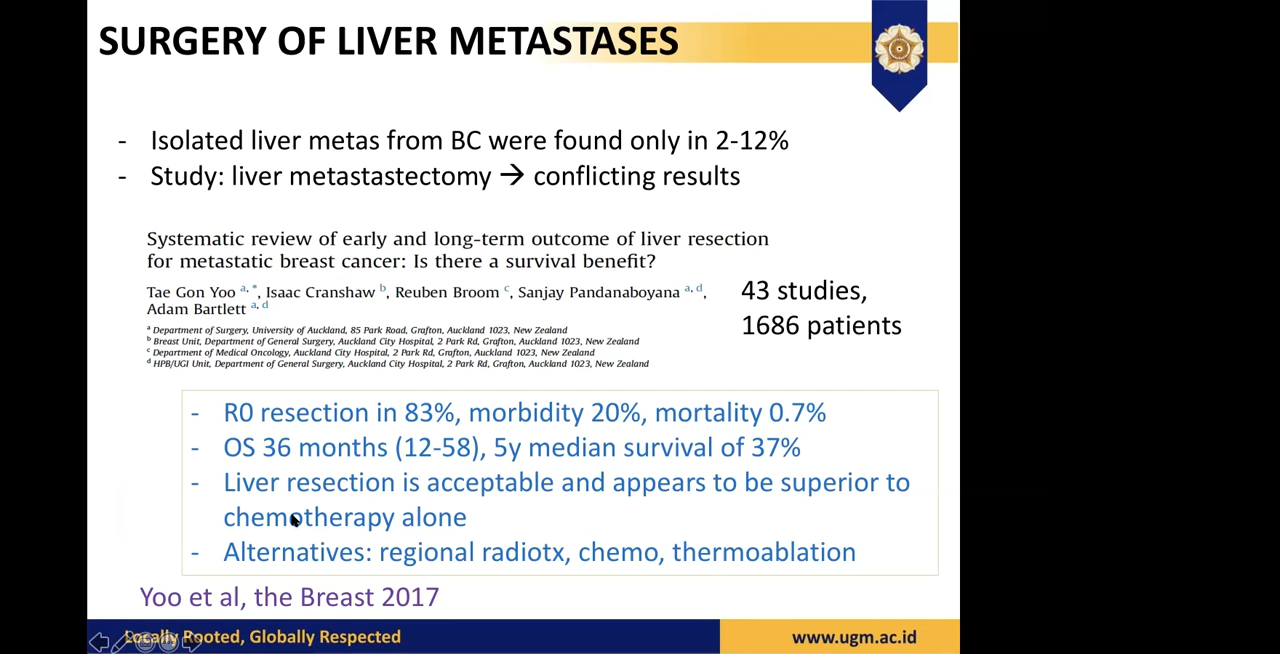 SURGERY OF LIVER METASTASES
- Isolated liver metas from BC were found only in 2-12%
- Study: liver metastastectomy → conflicting results
Systematic review of early and long-term outcome of liver resection
for metastatic breast cancer: Is there a survival benefit?
Tae Gon Yoo a, *, Isaac Cranshaw b, Reuben Broom c, Sanjay Pandanaboyana a, d,
Adam Bartlett a, d
43 studies,
1686 patients
a Department of Surgery, University of Auckland, 85 Park Road, Grafton, Auckland 1023, New Zealand
b Breast Unit, Department of General Surgery, Auckland City Hospital, 2 Park Rd, Grafton, Auckland 1023, New Zealand
c Department of Medical Oncology, Auckland City Hospital, 2 Park Rd, Grafton, Auckland 1023, New Zealand
d HPB/UGI Unit, Department of General Surgery, Auckland City Hospital, 2 Park Rd, Grafton, Auckland 1023, New Zealand
- R0 resection in 83%, morbidity 20%, mortality 0.7%
- OS 36 months (12-58), 5y median survival of 37%
- Liver resection is acceptable and appears to be superior to
chemotherapy alone
- Alternatives: regional radiotx, chemo, thermoablation
Yoo et al, the Breast 2017
Locally Rooted, Globally Respected
www.ugm.ac.id